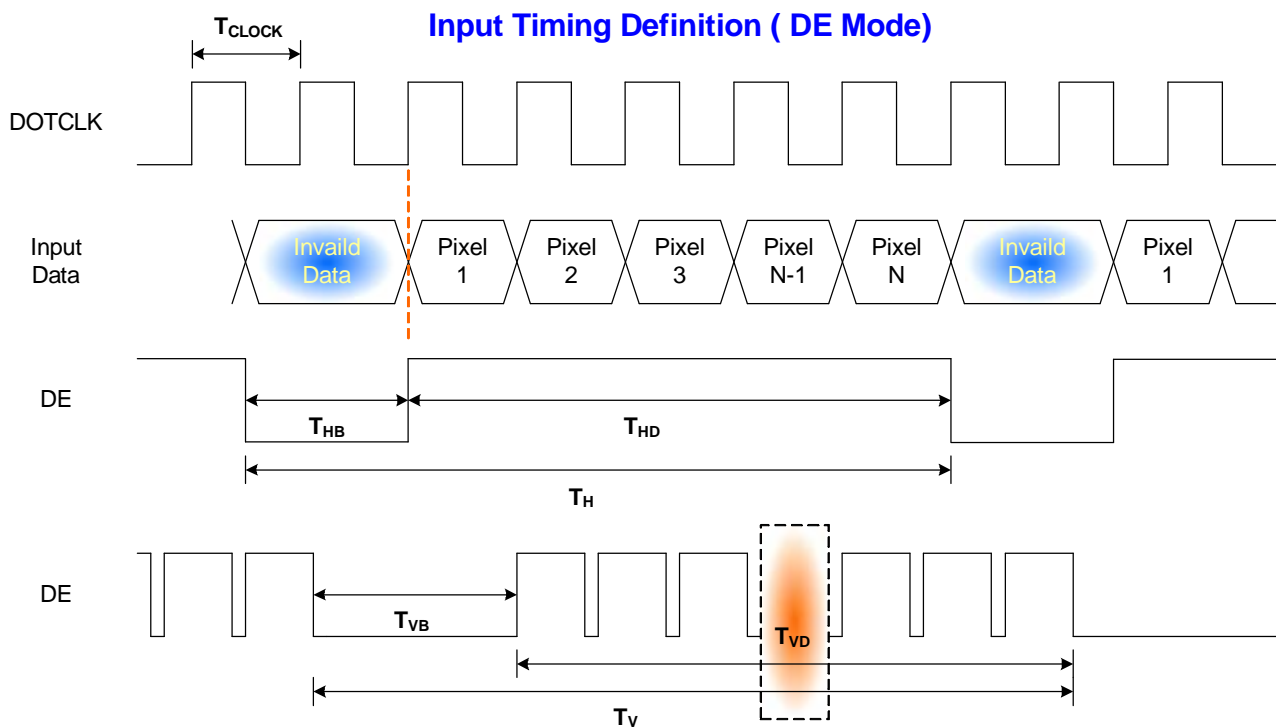 Input Timing Definition ( DE Mode)
TCLOCK
DOTCLK
Input
Data
Invaild
Data
Pixel
1
Pixel
2
Pixel
3
Pixel
N-1
Pixel
N
Invaild
Data
Pixel
1
DE
THB
THD
TH
DE
TVB
TVD
TV